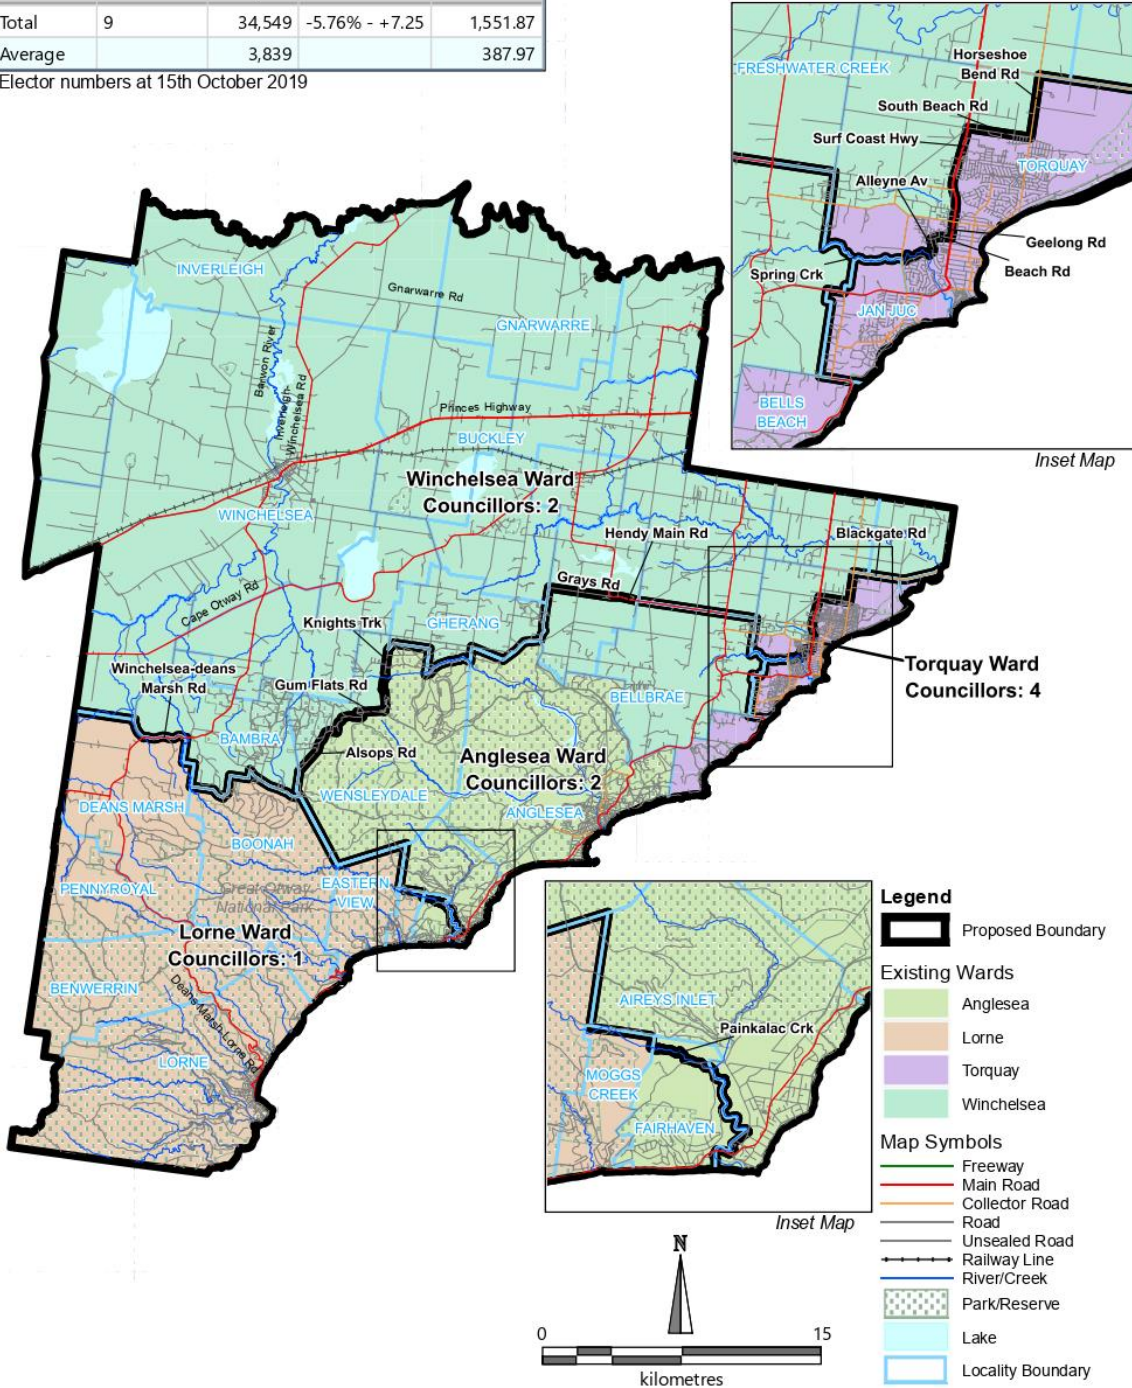 Total 9 34,549 -5.76% - +7.25 1,551.87
Average 3,839 387.97
Elector numbers at 15th October 2019
FRESHWATER CREEK
Horseshoe
Bend Rd
South Beach Rd
Surf Coast Hwy
TORQUAY
Alleyne Av
Geelong Rd
Beach Rd
Spring Crk
JAN JUC
BELLS
BEACH
Inset Map
INVERLEIGH
Gnarwarre Rd
GNARWARRE
Barwon River
Inverleigh-
Winchelsea Rd
Princes Highway
BUCKLEY
Winchelsea Ward
Councillors: 2
WINCHELSEA
Hendy Main Rd
Blackgate Rd
Grays Rd
Cape Otway Rd
Knights Trk
GHERANG
Winchelsea-deans
Marsh Rd
Gum Flats Rd
Torquay Ward
Councillors: 4
BELLBRAE
BAMBRA
Alsops Rd
Anglesea Ward
Councillors: 2
WENSLEYDALE
ANGLESEA
DEANS MARSH
BOONAH
PENNYROYAL
EASTERN
VIEW
Great Otway
National Park
Lorne Ward
Councillors: 1
BENWERRIN
Deans Marsh-Lorne Rd
LORNE
AIREYS INLET
Painkalac Crk
MOGGS
CREEK
FAIRHAVEN
Inset Map
Legend
Proposed Boundary
Existing Wards
Anglesea
Lorne
Torquay
Winchelsea
Map Symbols
Freeway
Main Road
Collector Road
Road
Unsealed Road
Railway Line
River/Creek
Park/Reserve
Lake
Locality Boundary
N
0 15
kilometres